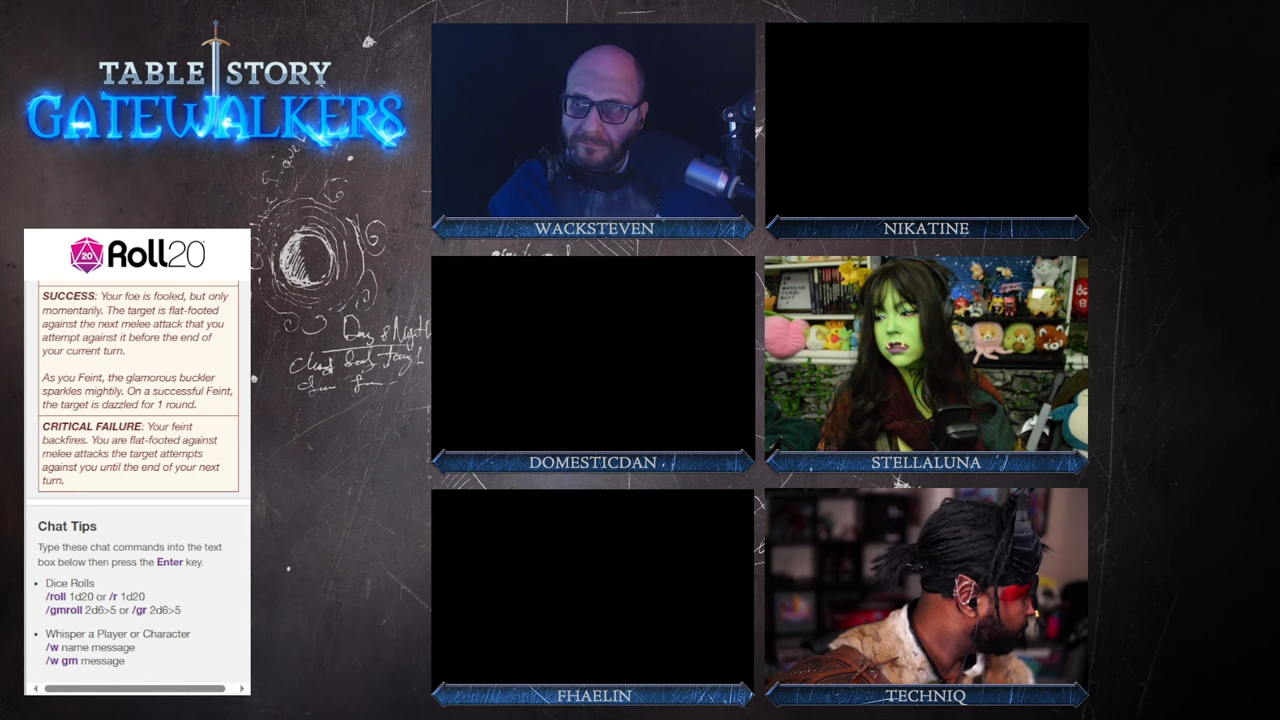 TABLE STORY
GATEWALKERS
Roll20
20
SUCCESS: Your foe is fooled, but only
momentarily. The target is flat-footed
against the next melee attack that you
attempt against it before the end of
your current turn.
As you Feint, the glamorous buckler
sparkles mightily. On a successful Feint,
the target is dazzled for 1 round.
CRITICAL FAILURE: Your feint
backfires. You are flat-footed against
melee attacks the target attempts
against you until the end of your next
turn.
Chat Tips
Type these chat commands into the text
box below then press the Enter key.
• Dice Rolls
/roll 1d20 or /r 1d20
/gmroll 2d6>5 or /gr 2d6>5
• Whisper a Player or Character
/w name message
/w gm message
Day & Night
WACKSTEVEN
NIKATINE
DOMESTICDAN
STELLALUNA
FHAELIN
TECHNIQ